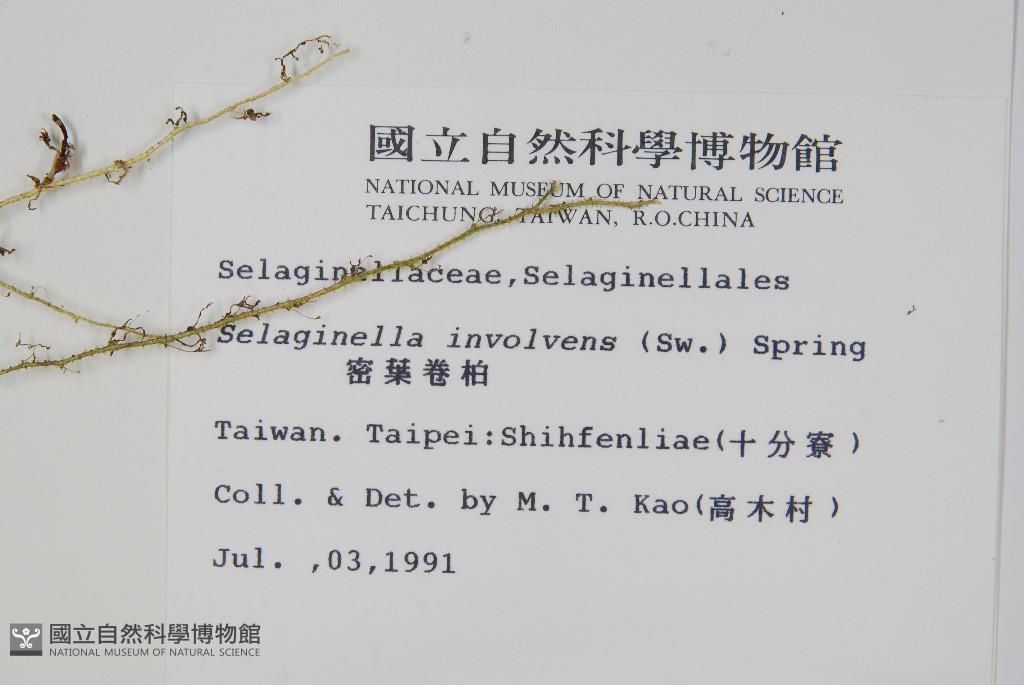 國立自然科學博物館
NATIONAL MUSEUM OF NATURAL SCIENCE
TAICHUNG, TAIWAN, R.O.CHINA
Selaginellaceae,Selaginellales
Selaginella involvens (Sw.) Spring
密葉卷柏
Taiwan. Taipei:Shihfenliae(十分寮)
Coll. & Det. by M. T. Kao(高木村)
Jul. ,03,1991
國立自然科學博物館
NATIONAL MUSEUM OF NATURAL SCIENCE